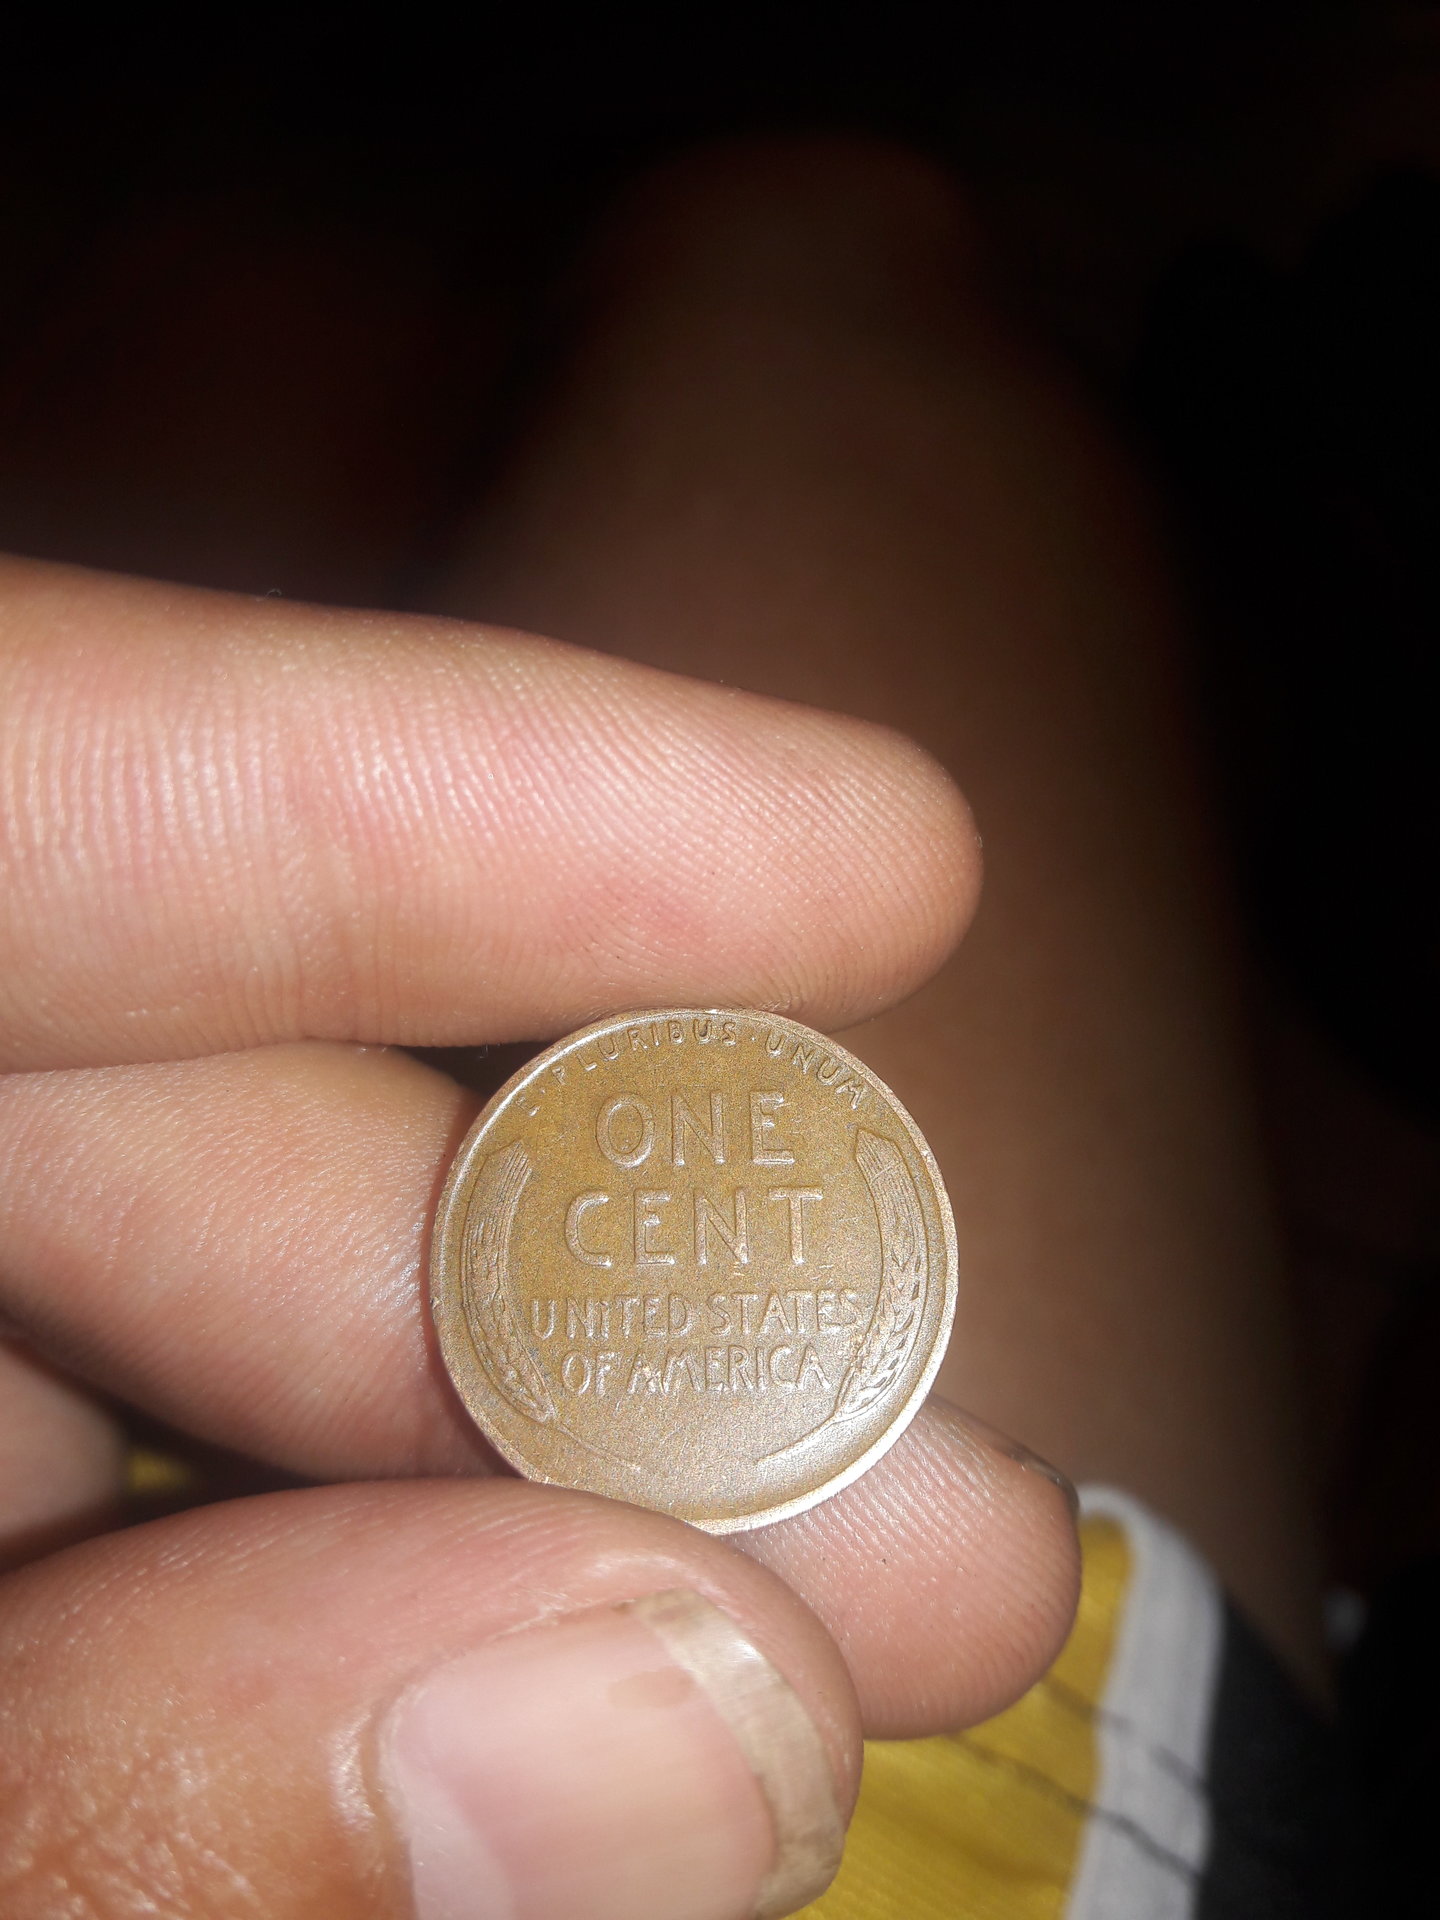 E·PLURIBUS·UNUM
ONE
CENT
UNITED STATES
OF AMERICA